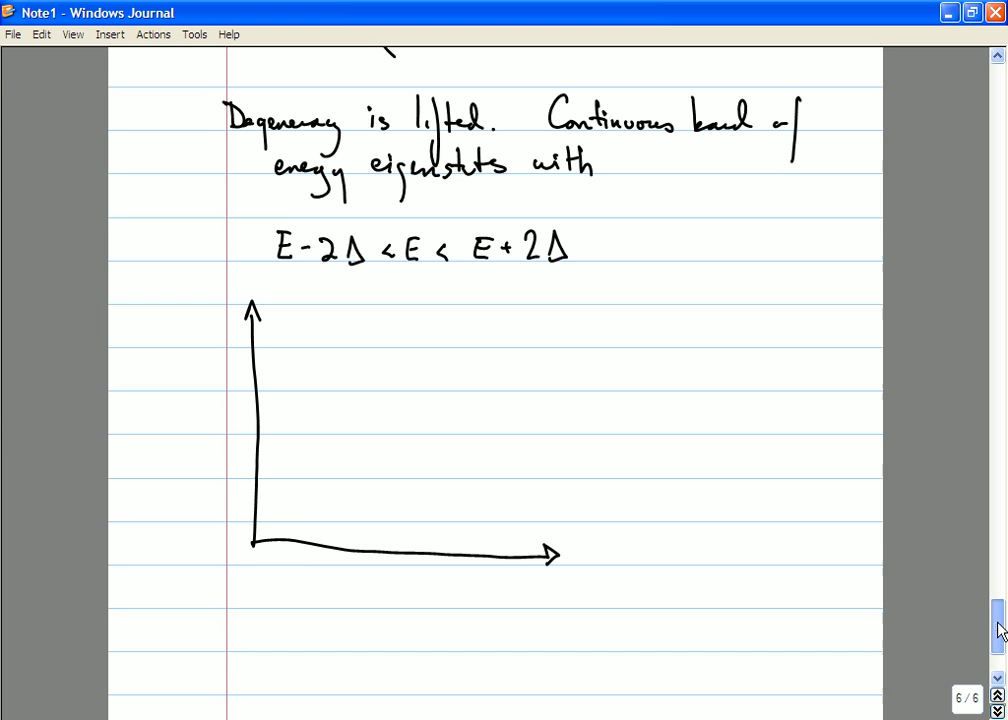 Note1 - Windows Journal
File Edit View Insert Actions Tools Help
Degeneracy is lifted. Continuous band of
energy eigenstates with
E - 2Δ < E < E + 2Δ
6 / 6